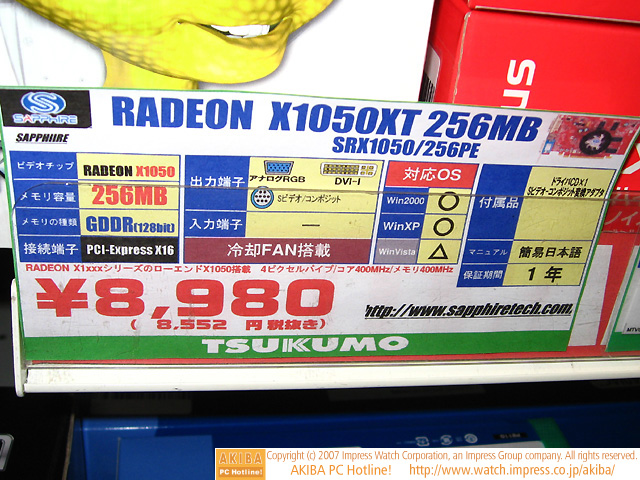 SAPPHIRE
RADEON X1050XT 256MB
SRX1050/256PE
SAPPHIIRE
ビデオチップ RADEON X1050
メモリ容量 256MB
メモリの種類 GDDR(128bit)
接続端子 PCI-Express X16
出力端子 アナログRGB DVI-I
Sビデオ/コンポジット
入力端子 ―
冷却FAN搭載
対応OS
Win2000 ○
WinXP ○
WinVista △
付属品 ドライバCD×1
Sビデオ・コンポジット変換アダプタ
マニュアル 簡易日本語
保証期間 1年
RADEON X1xxxシリーズのローエンドX1050搭載 4ピクセルパイプ/コア400MHz/メモリ400MHz
¥8,980
( 8,552 円税抜き)
http://www.sapphiretech.com/
TSUKUMO
AKIBA
PC Hotline!
Copyright (c) 2007 Impress Watch Corporation, an Impress Group company. All rights reserved.
AKIBA PC Hotline! http://www.watch.impress.co.jp/akiba/